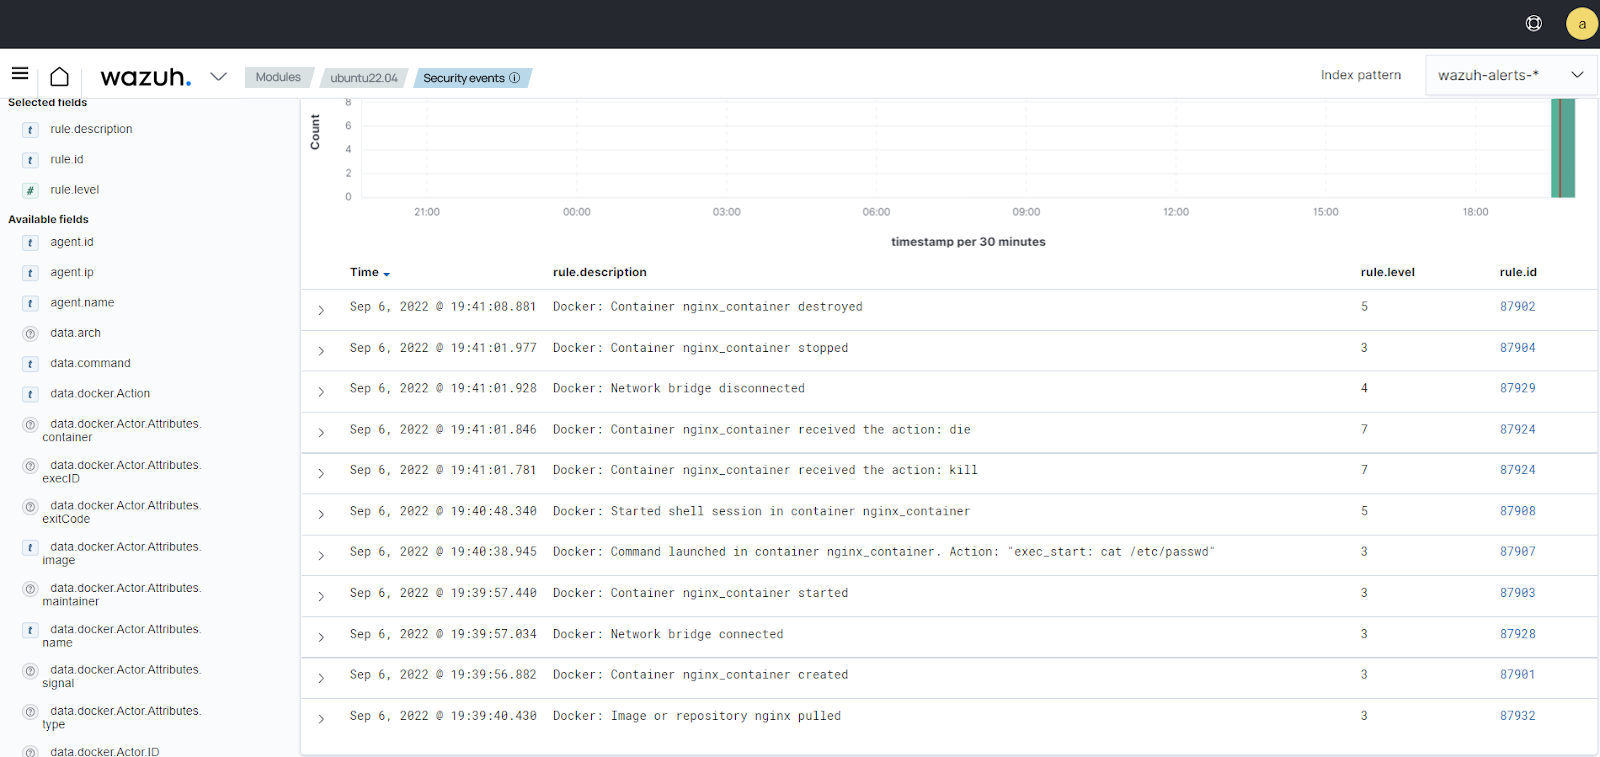 a
wazuh.
Modules
ubuntu22.04
Security events
Index pattern
wazuh-alerts-*
Selected fields
t rule.description
t rule.id
# rule.level
Available fields
t agent.id
t agent.ip
t agent.name
? data.arch
t data.command
t data.docker.Action
? data.docker.Actor.Attributes.
container
? data.docker.Actor.Attributes.
execID
? data.docker.Actor.Attributes.
exitCode
t data.docker.Actor.Attributes.
image
? data.docker.Actor.Attributes.
maintainer
t data.docker.Actor.Attributes.
name
? data.docker.Actor.Attributes.
signal
? data.docker.Actor.Attributes.
type
? data.docker.Actor.ID
Count
8
6
4
2
0
21:00 00:00 03:00 06:00 09:00 12:00 15:00 18:00
timestamp per 30 minutes
Time rule.description rule.level rule.id
Sep 6, 2022 @ 19:41:08.881 Docker: Container nginx_container destroyed 5 87902
Sep 6, 2022 @ 19:41:01.977 Docker: Container nginx_container stopped 3 87904
Sep 6, 2022 @ 19:41:01.928 Docker: Network bridge disconnected 4 87929
Sep 6, 2022 @ 19:41:01.846 Docker: Container nginx_container received the action: die 7 87924
Sep 6, 2022 @ 19:41:01.781 Docker: Container nginx_container received the action: kill 7 87924
Sep 6, 2022 @ 19:40:48.340 Docker: Started shell session in container nginx_container 5 87908
Sep 6, 2022 @ 19:40:38.945 Docker: Command launched in container nginx_container. Action: "exec_start: cat /etc/passwd" 3 87907
Sep 6, 2022 @ 19:39:57.440 Docker: Container nginx_container started 3 87903
Sep 6, 2022 @ 19:39:57.034 Docker: Network bridge connected 3 87928
Sep 6, 2022 @ 19:39:56.882 Docker: Container nginx_container created 3 87901
Sep 6, 2022 @ 19:39:40.430 Docker: Image or repository nginx pulled 3 87932